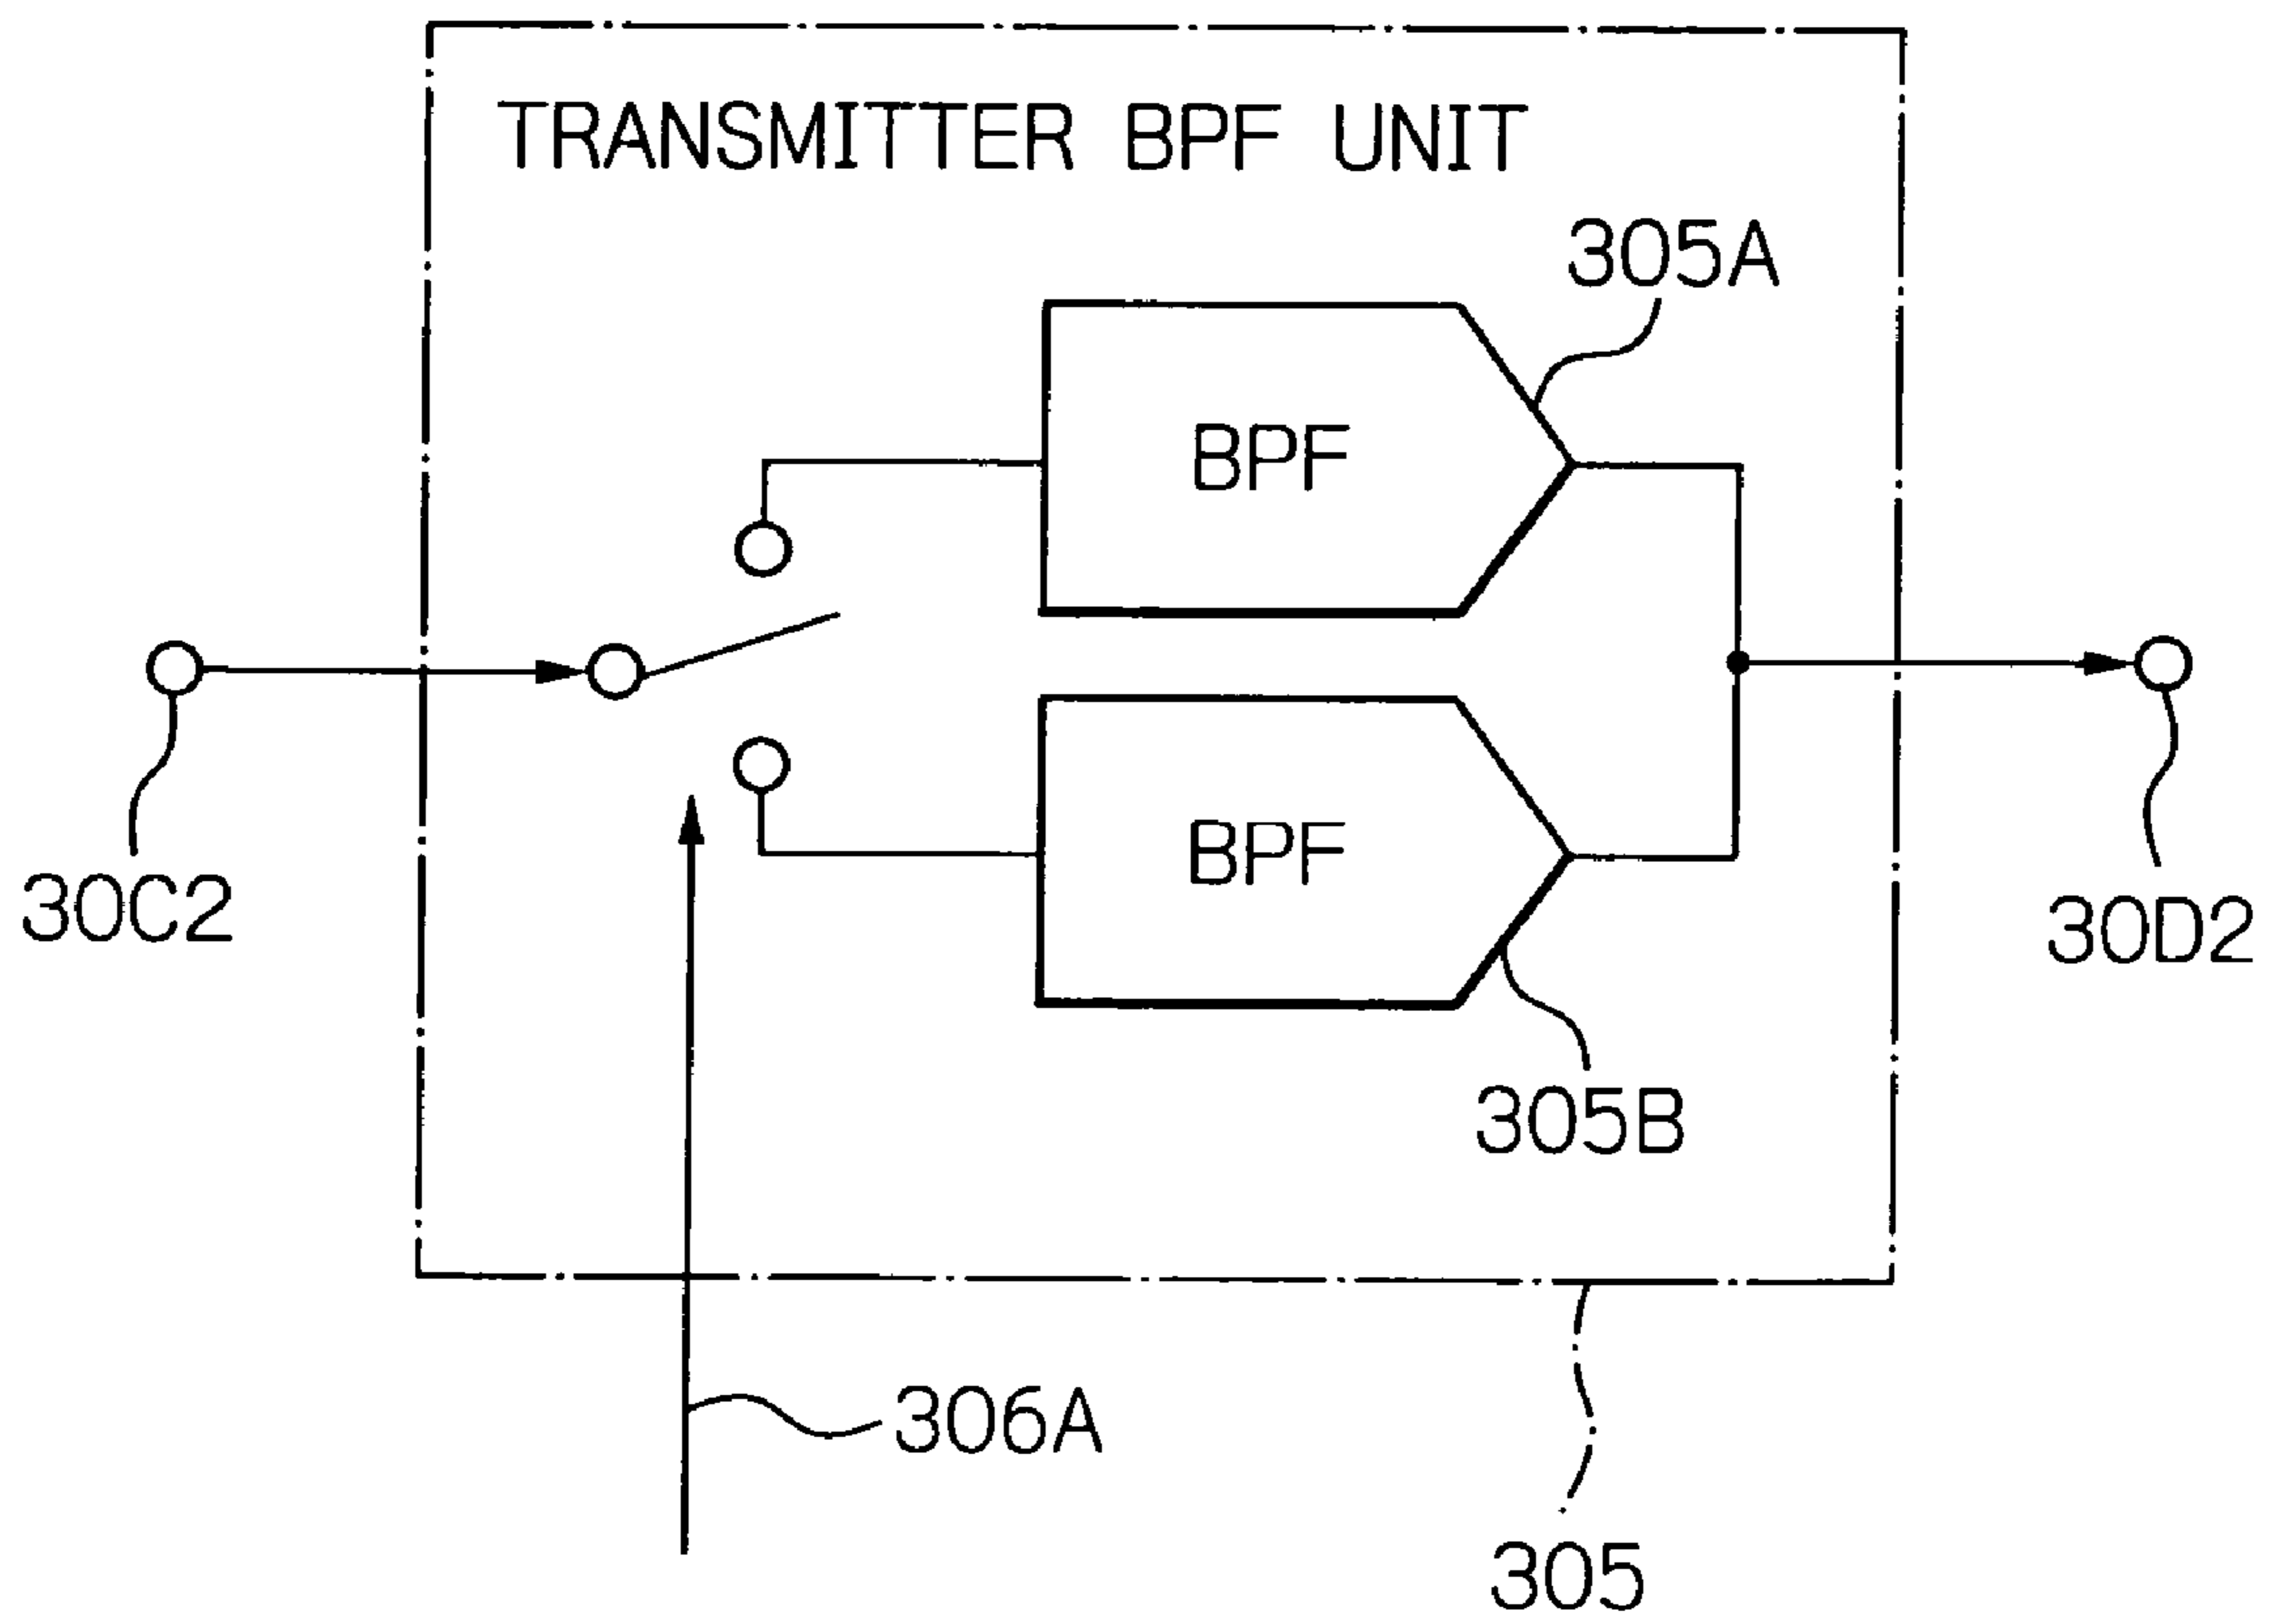 TRANSMITTER BPF UNIT
305A
BPF
BPF
30C2
30D2
305B
306A
305